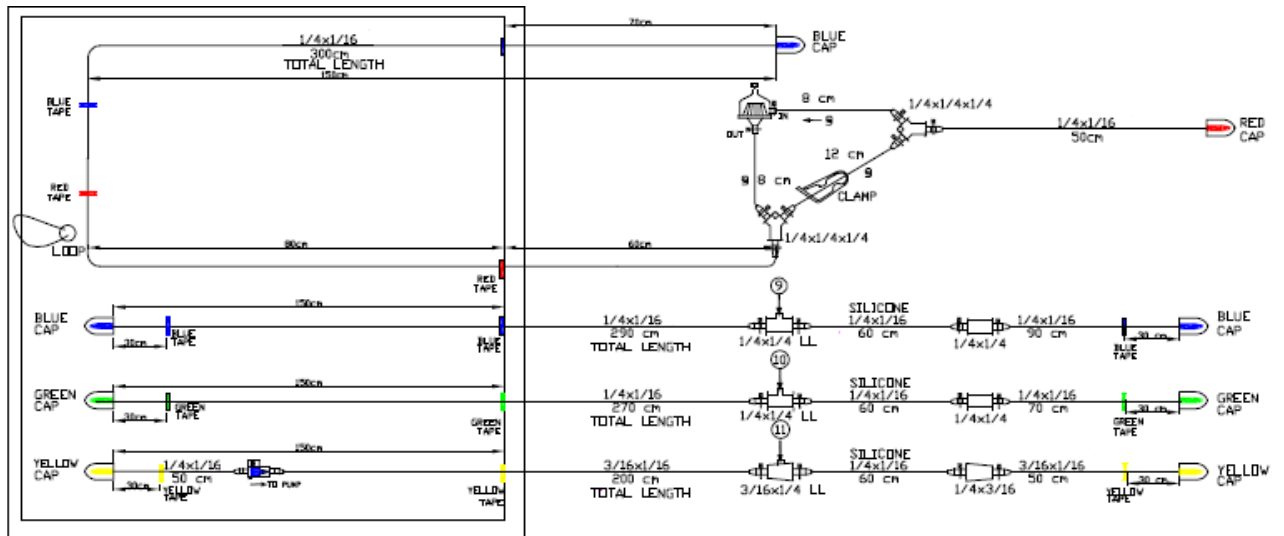 70cm
1/4x1/16
300cm
TOTAL LENGTH
150cm
BLUE
CAP
BLUE
TAPE
8 cm
1/4x1/4x1/4
IN
9
OUT
1/4x1/16
50cm
RED
CAP
12 cm
9
RED
TAPE
9
8 cm
CLAMP
LOOP
80cm
60cm
1/4x1/4x1/4
RED
TAPE
BLUE
CAP
150cm
30cm
BLUE
TAPE
BLUE
TAPE
1/4x1/16
290 cm
TOTAL LENGTH
9
1/4x1/4 LL
SILICONE
1/4x1/16
60 cm
1/4x1/4
1/4x1/16
90 cm
BLUE
TAPE
30 cm
BLUE
CAP
GREEN
CAP
250cm
30cm
GREEN
TAPE
GREEN
TAPE
1/4x1/16
270 cm
TOTAL LENGTH
10
1/4x1/4 LL
SILICONE
1/4x1/16
60 cm
1/4x1/4
1/4x1/16
70 cm
GREEN
TAPE
30 cm
GREEN
CAP
YELLOW
CAP
150cm
30cm
1/4x1/16
50 cm
YELLOW
TAPE
TO PUMP
YELLOW
TAPE
3/16x1/16
200 cm
TOTAL LENGTH
11
3/16x1/4 LL
SILICONE
1/4x1/16
60 cm
1/4x3/16
3/16x1/16
50 cm
YELLOW
TAPE
30 cm
YELLOW
CAP